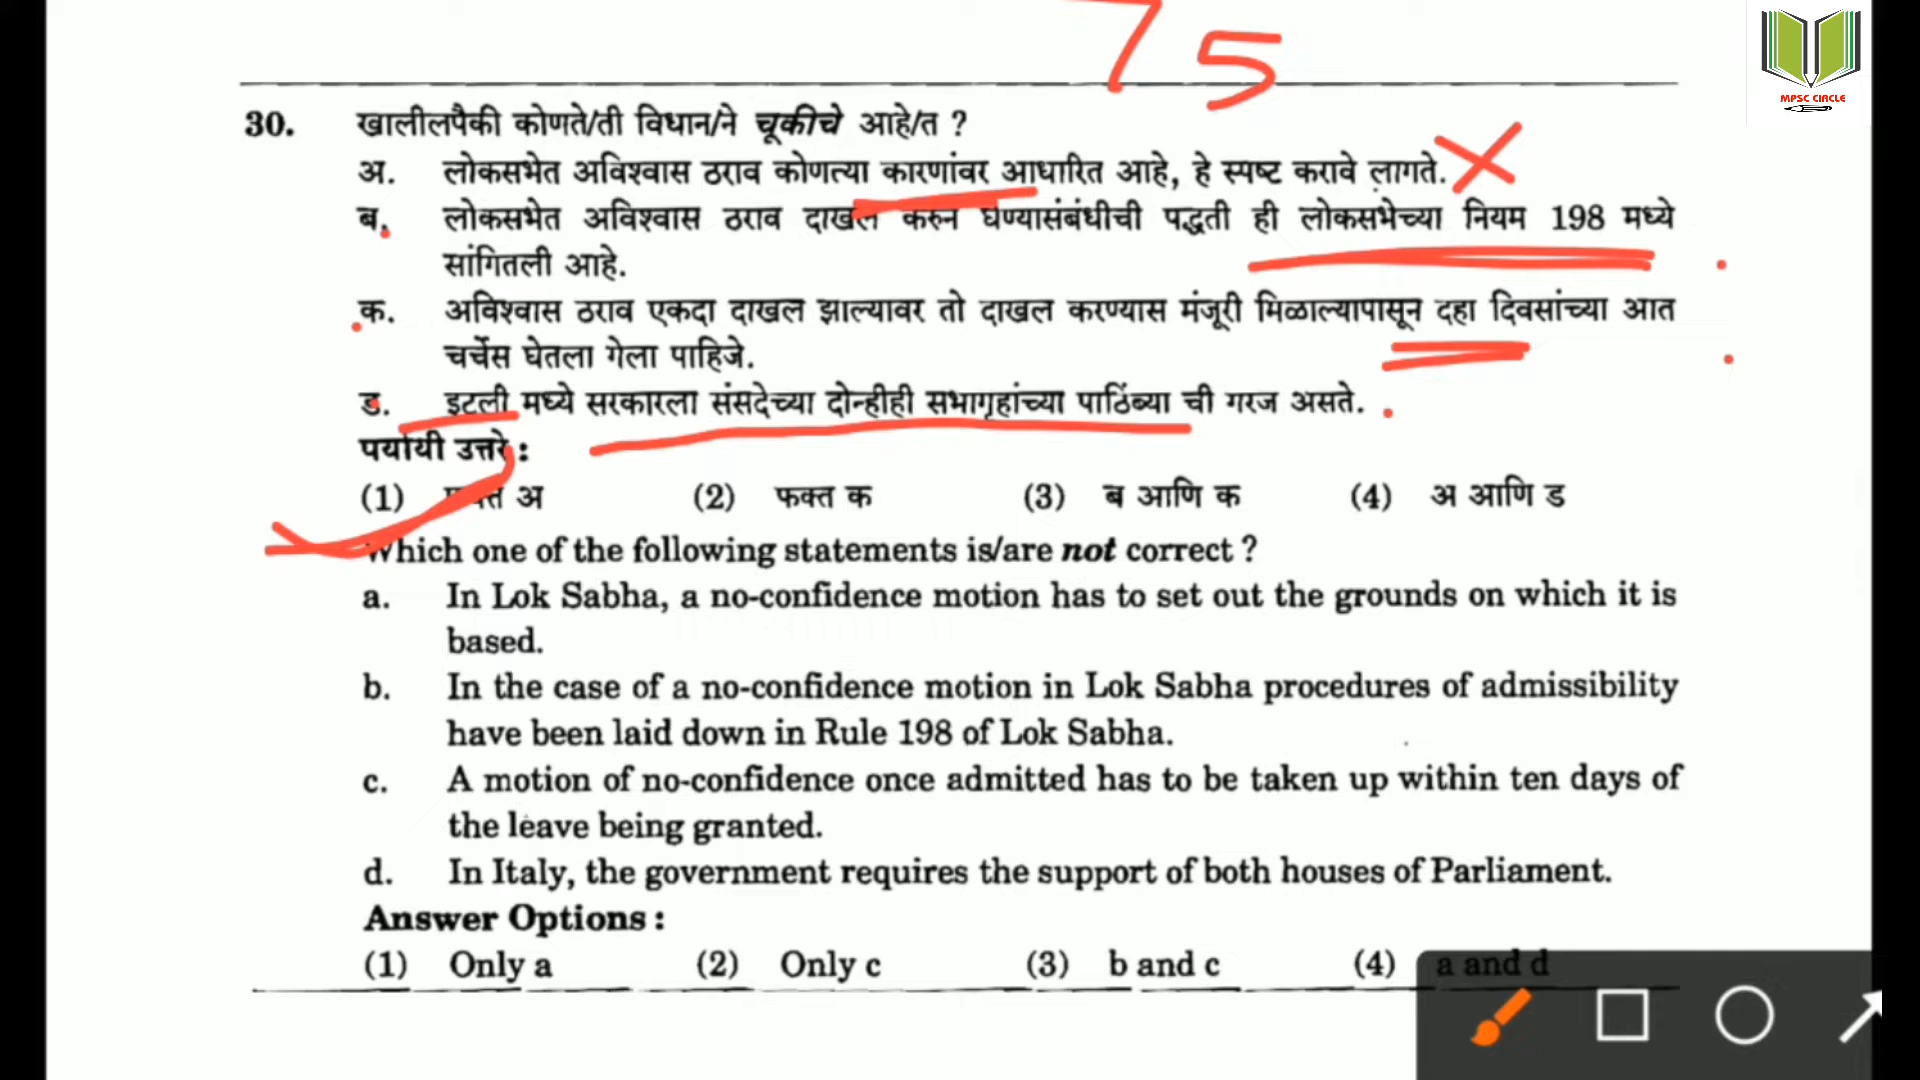 75
MPSC CIRCLE
30. खालीलपैकी कोणते/ती विधान/ने चूकीचे आहे/त ?
अ. लोकसभेत अविश्वास ठराव कोणत्या कारणांवर आधारित आहे, हे स्पष्ट करावे लागते.
ब. लोकसभेत अविश्वास ठराव दाखल करुन घेण्यासंबंधीची पद्धती ही लोकसभेच्या नियम 198 मध्ये
सांगितली आहे.
क. अविश्वास ठराव एकदा दाखल झाल्यावर तो दाखल करण्यास मंजूरी मिळाल्यापासून दहा दिवसांच्या आत
चर्चेस घेतला गेला पाहिजे.
ड. इटली मध्ये सरकारला संसदेच्या दोन्हीही सभागृहांच्या पाठिंब्या ची गरज असते.
पर्यायी उत्तरे :
(1) फक्त अ (2) फक्त क (3) ब आणि क (4) अ आणि ड
Which one of the following statements is/are not correct ?
a. In Lok Sabha, a no-confidence motion has to set out the grounds on which it is
based.
b. In the case of a no-confidence motion in Lok Sabha procedures of admissibility
have been laid down in Rule 198 of Lok Sabha.
c. A motion of no-confidence once admitted has to be taken up within ten days of
the leave being granted.
d. In Italy, the government requires the support of both houses of Parliament.
Answer Options :
(1) Only a (2) Only c (3) b and c (4) a and d